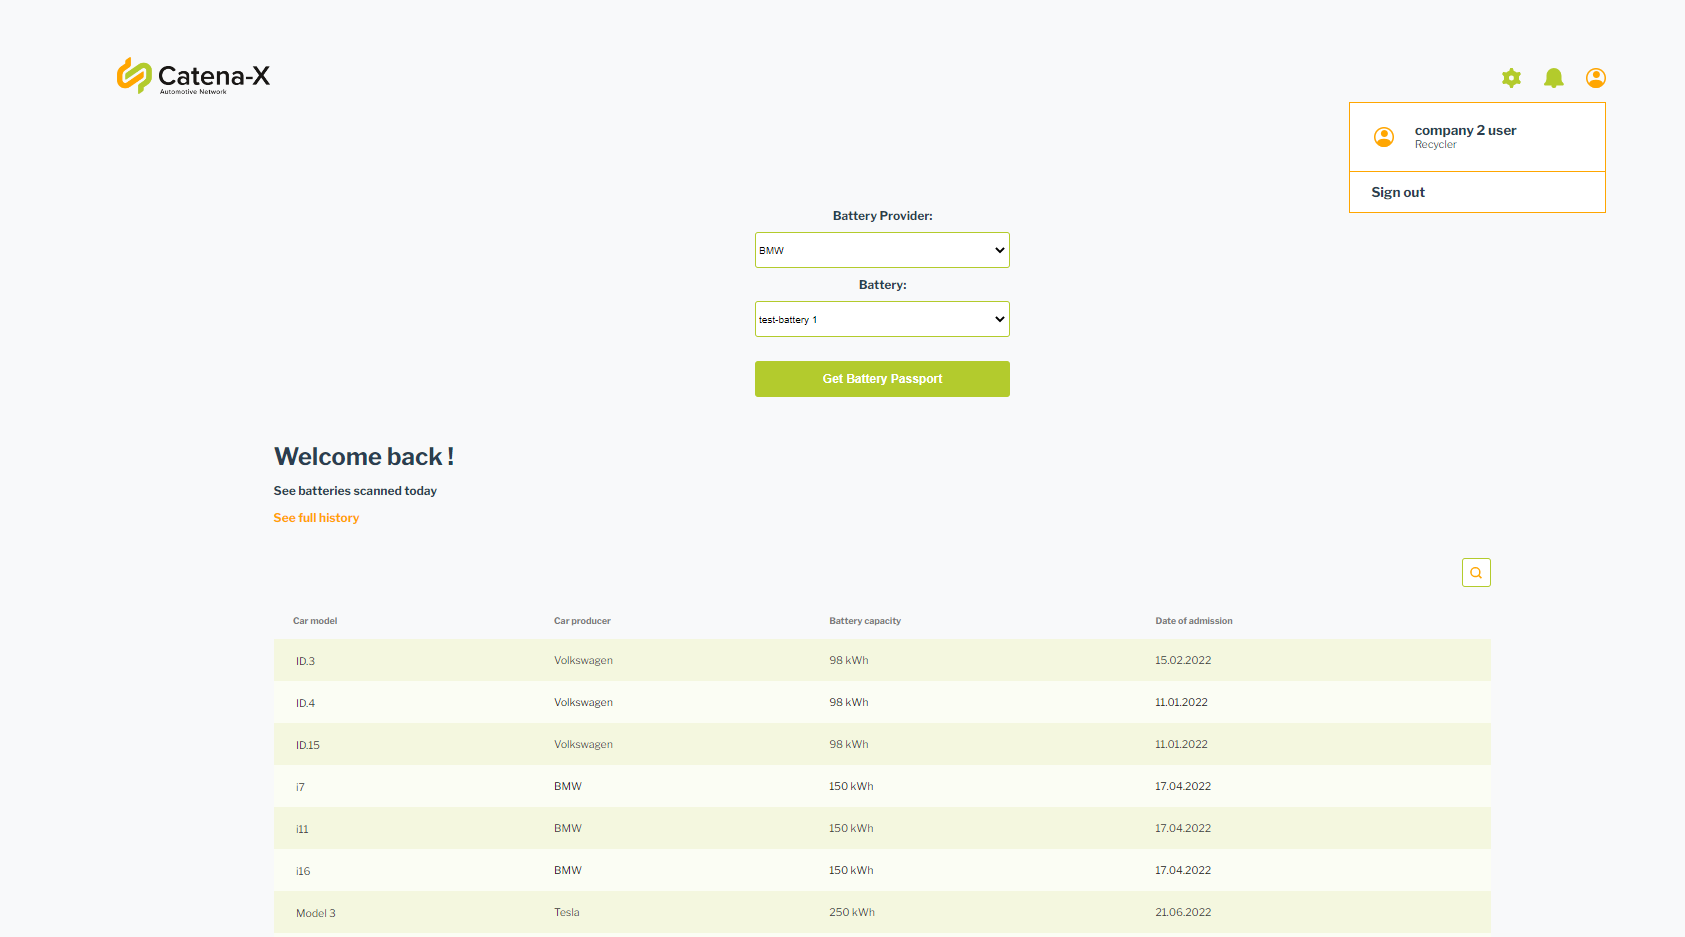 Catena-X
Automotive Network
company 2 user
Recycler
Sign out
Battery Provider:
BMW
Battery:
test-battery 1
Get Battery Passport
Welcome back !
See batteries scanned today
See full history
Car model Car producer Battery capacity Date of admission
ID.3 Volkswagen 98 kWh 15.02.2022
ID.4 Volkswagen 98 kWh 11.01.2022
ID.15 Volkswagen 98 kWh 11.01.2022
i7 BMW 150 kWh 17.04.2022
i11 BMW 150 kWh 17.04.2022
i16 BMW 150 kWh 17.04.2022
Model 3 Tesla 250 kWh 21.06.2022